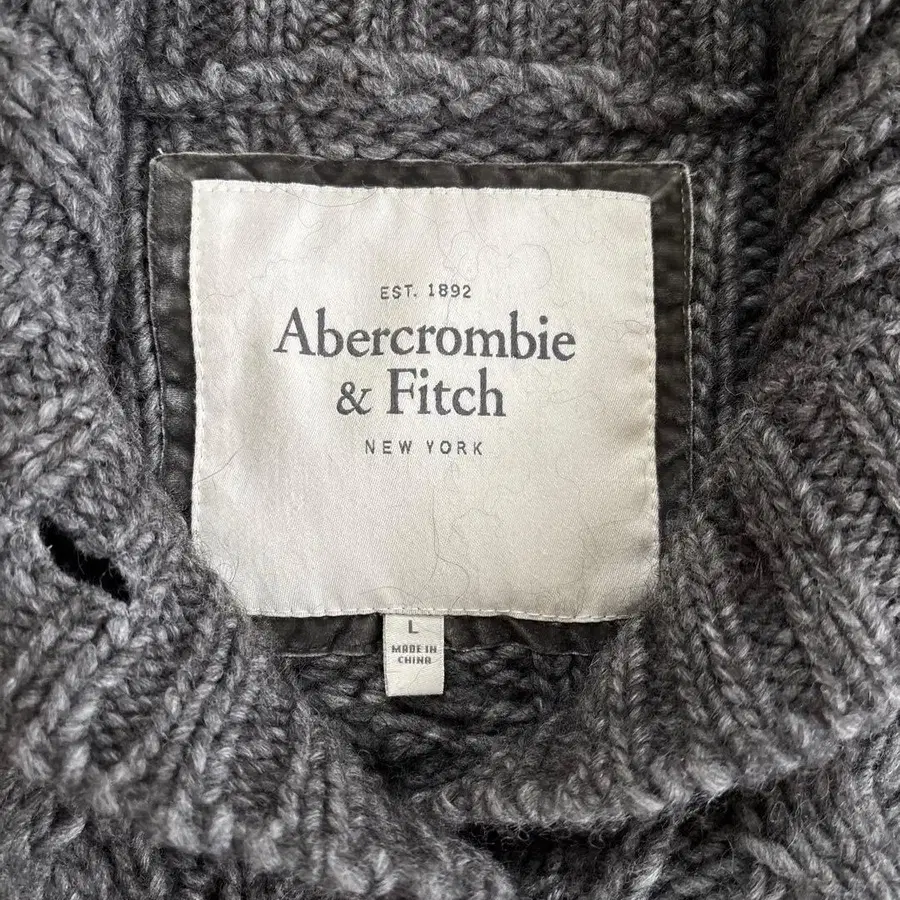 EST. 1892
Abercrombie
& Fitch
NEW YORK
L
MADE IN
CHINA